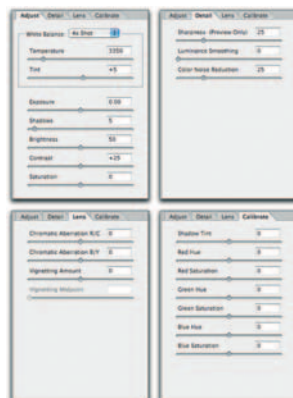 Adjust Detail Lens Calibrate
White Balance: As Shot
Temperature 3350
Tint +5
Exposure 0.00
Shadows 5
Brightness 50
Contrast +25
Saturation 0
Adjust Detail Lens Calibrate
Sharpness (Preview Only) 25
Luminance Smoothing 0
Color Noise Reduction 25
Adjust Detail Lens Calibrate
Chromatic Aberration R/C 0
Chromatic Aberration B/Y 0
Vignetting Amount 0
Vignetting Midpoint
Adjust Detail Lens Calibrate
Shadow Tint 0
Red Hue 0
Red Saturation 0
Green Hue 0
Green Saturation 0
Blue Hue 0
Blue Saturation 0